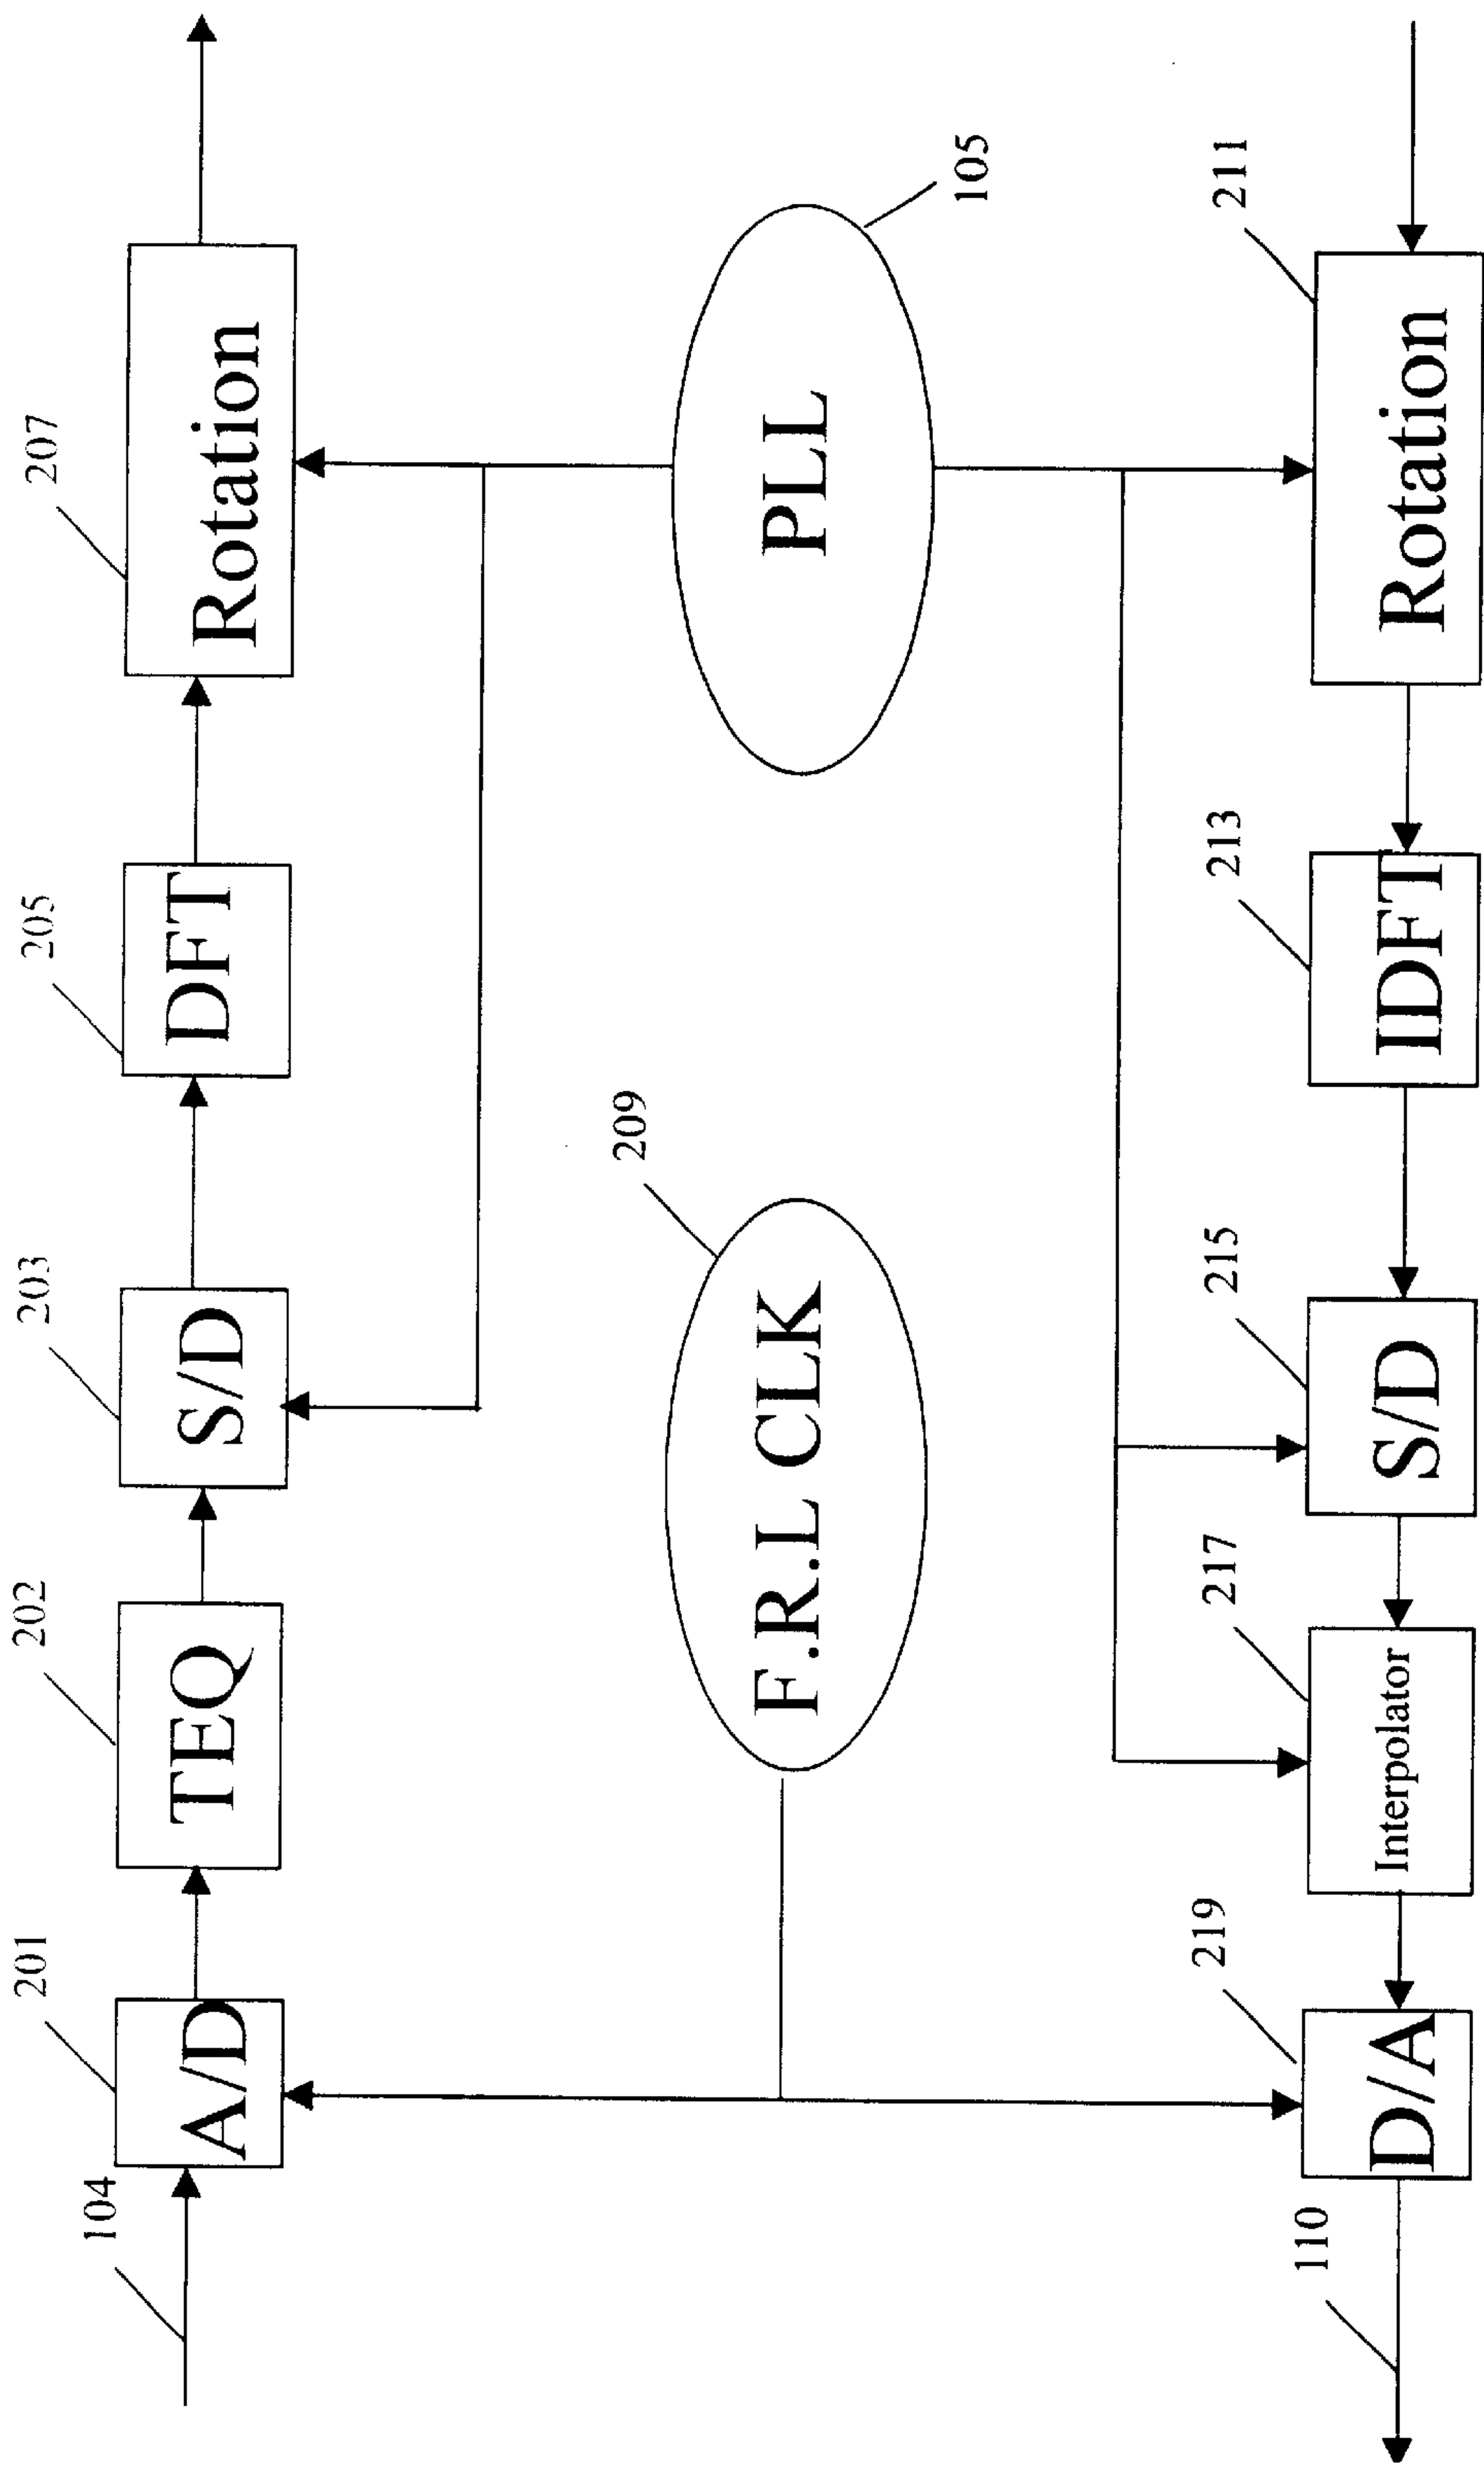 104
201
A/D
202
TEQ
203
S/D
205
DFT
207
Rotation
209
F.R.L CLK
PLL
105
110
219
D/A
217
Interpolator
215
S/D
213
IDFT
211
Rotation